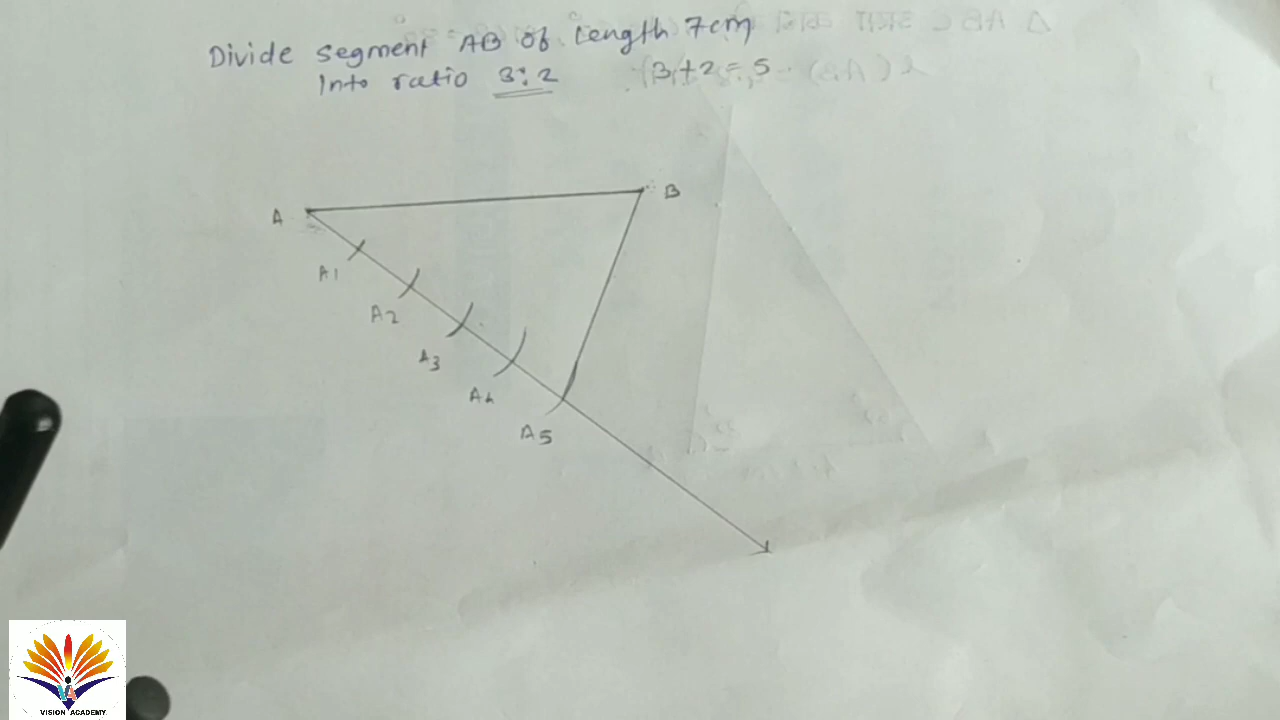 Divide segment AB of Length 7cm
Into ratio 3:2 3+2=5
A
B
A1
A2
A3
A4
A5
VISION ACADEMY